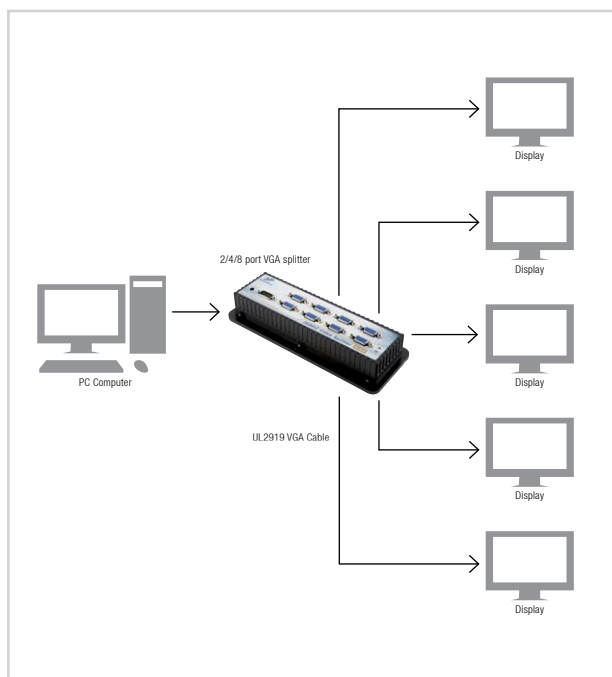 Display
Display
2/4/8 port VGA splitter
PC Computer
Display
UL2919 VGA Cable
Display
Display